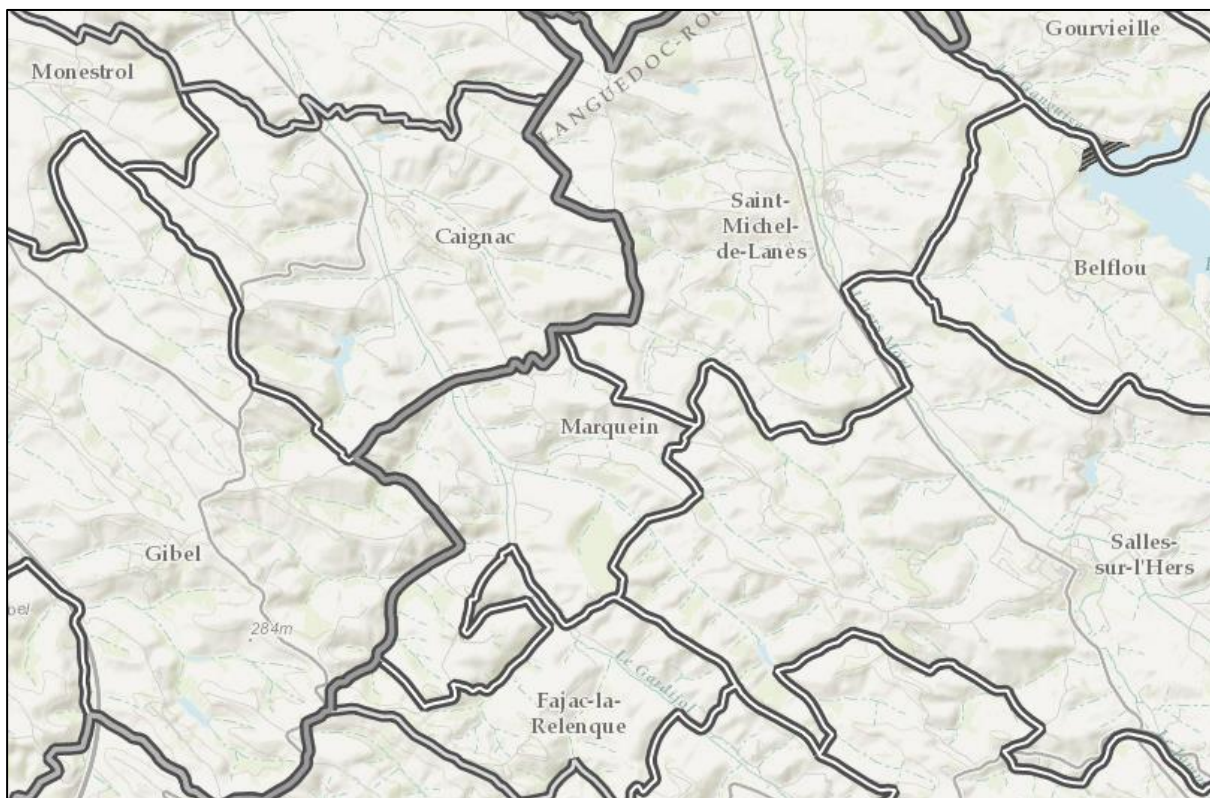 Gourvieille
Monestrol
LANGUEDOC-ROU
Saint-
Michel-
de-Lanès
Caignac
Belflou
Marquein
Gibel
Salles-
sur-l'Hers
284m
Le Gardijol
Fajac-la-
Relenque